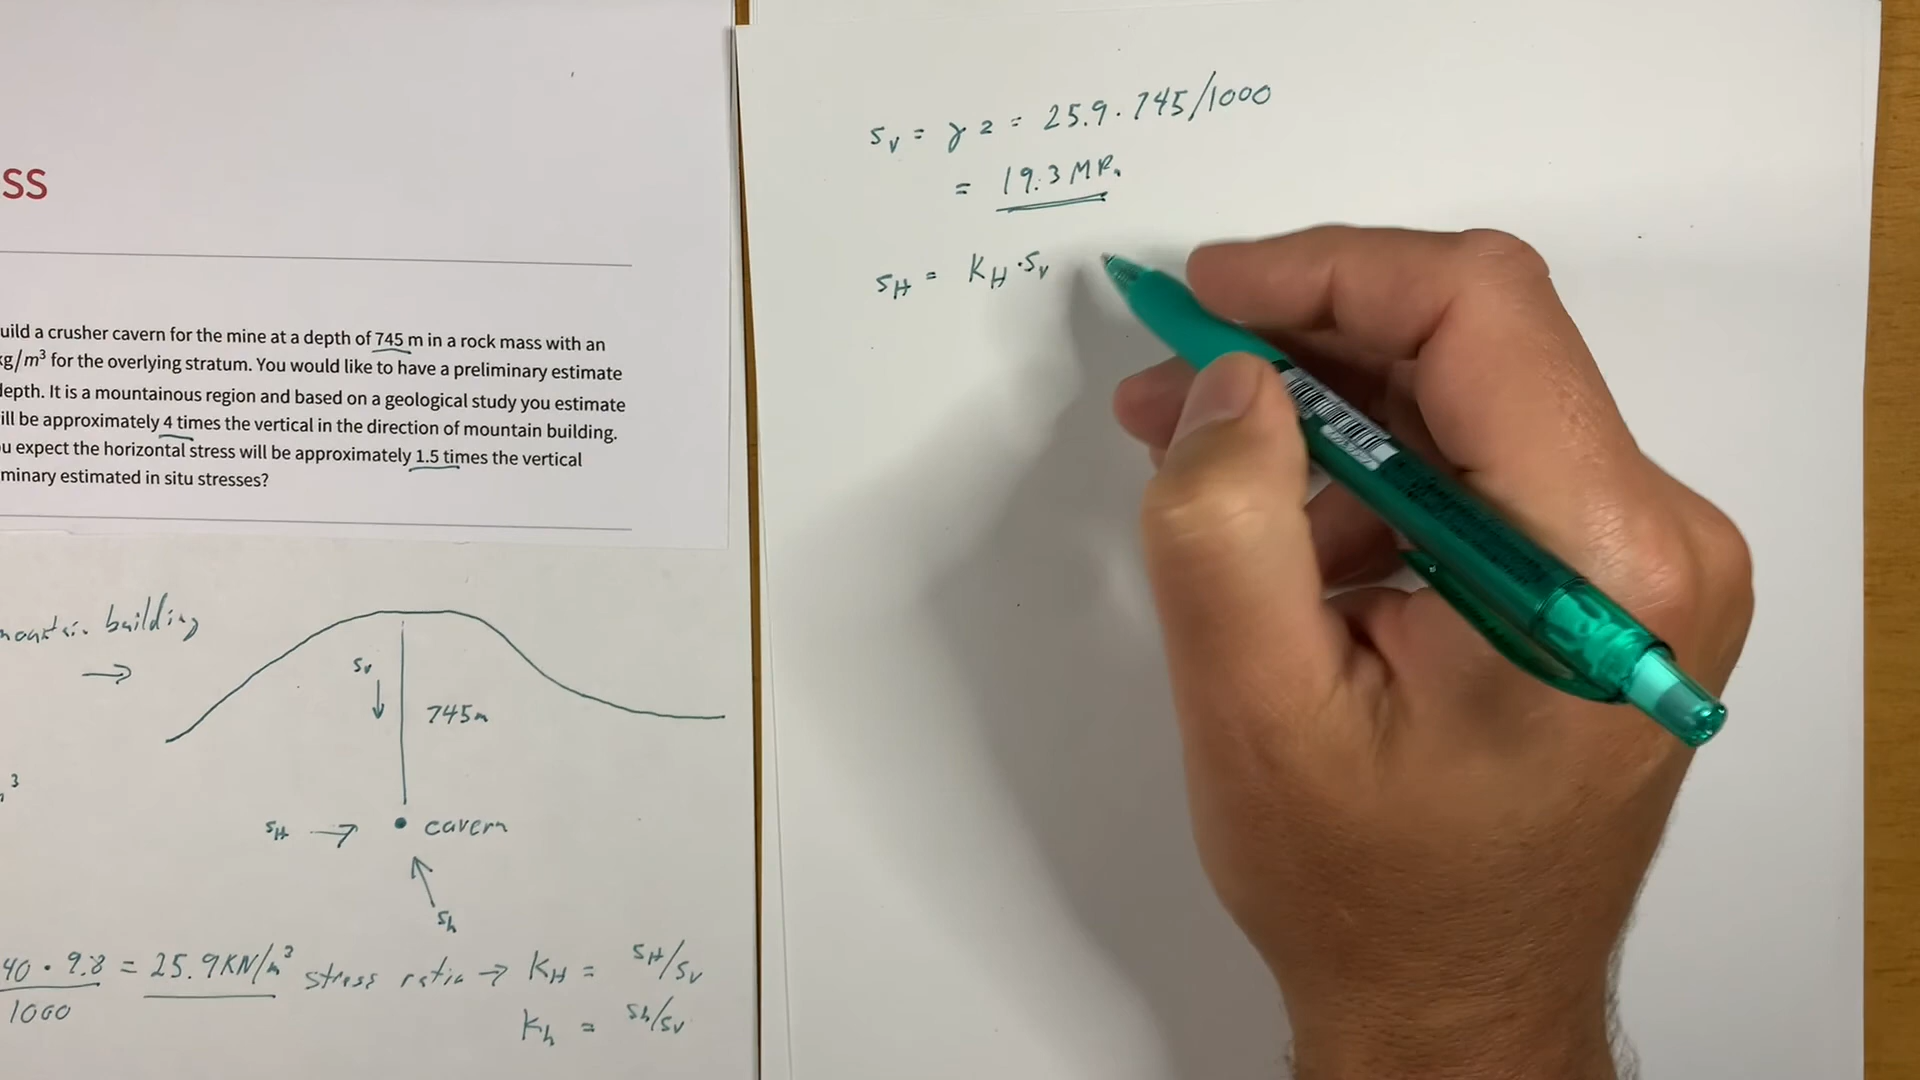 ss
uild a crusher cavern for the mine at a depth of 745 m in a rock mass with an
kg/m³ for the overlying stratum. You would like to have a preliminary estimate
depth. It is a mountainous region and based on a geological study you estimate
ill be approximately 4 times the vertical in the direction of mountain building.
u expect the horizontal stress will be approximately 1.5 times the vertical
minary estimated in situ stresses?
mountain building
→
Sv
↓
745m
3
SH →
cavern
Sh
40 · 9.8 / 1000 = 25.9 KN/m³
stress ratio → KH = SH/Sv
Kh = Sh/Sv
Sv = γ z = 25.9 · 745/1000
= 19.3 MPa
SH = KH · Sv